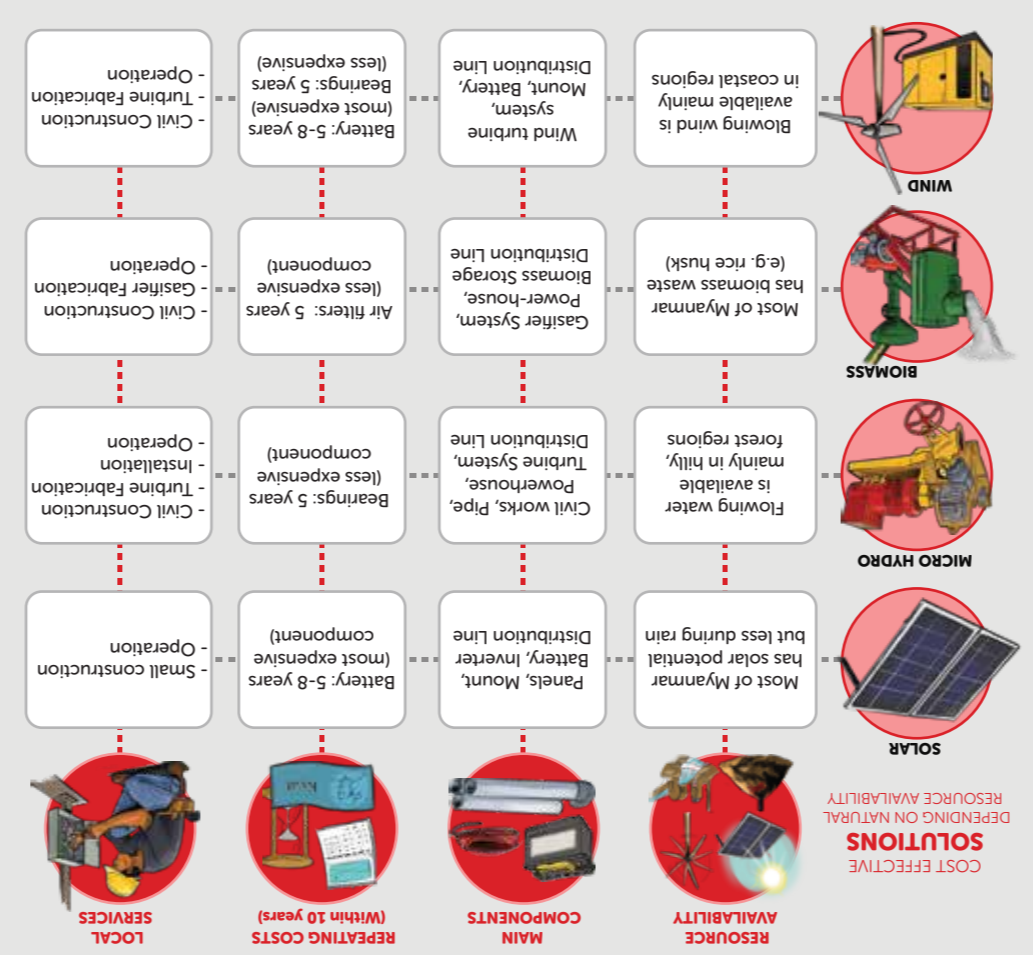 COST EFFECTIVE
SOLUTIONS
DEPENDING ON NATURAL
RESOURCE AVAILABILITY
RESOURCE
AVAILABILITY
MAIN
COMPONENTS
REPEATING COSTS
(Within 10 years)
LOCAL
SERVICES
SOLAR
Most of Myanmar
has solar potential
but less during rain
Panels, Mount,
Battery, Inverter
Distribution Line
Battery: 5-8 years
(most expensive
component)
- Small construction
- Operation
MICRO HYDRO
Flowing water
is available
mainly in hilly,
forest regions
Civil works, Pipe,
Powerhouse,
Turbine System,
Distribution Line
Bearings: 5 years
(less expensive
component)
- Civil Construction
- Turbine Fabrication
- Installation
- Operation
BIOMASS
Most of Myanmar
has biomass waste
(e.g. rice husk)
Gasifier System,
Power-house,
Biomass Storage
Distribution Line
Air filters: 5 years
(less expensive
component)
- Civil Construction
- Gasifier Fabrication
- Operation
WIND
Blowing wind is
available mainly
in coastal regions
Wind turbine
system,
Mount, Battery,
Distribution Line
Battery: 5-8 years
(most expensive)
Bearings: 5 years
(less expensive)
- Civil Construction
- Turbine Fabrication
- Operation